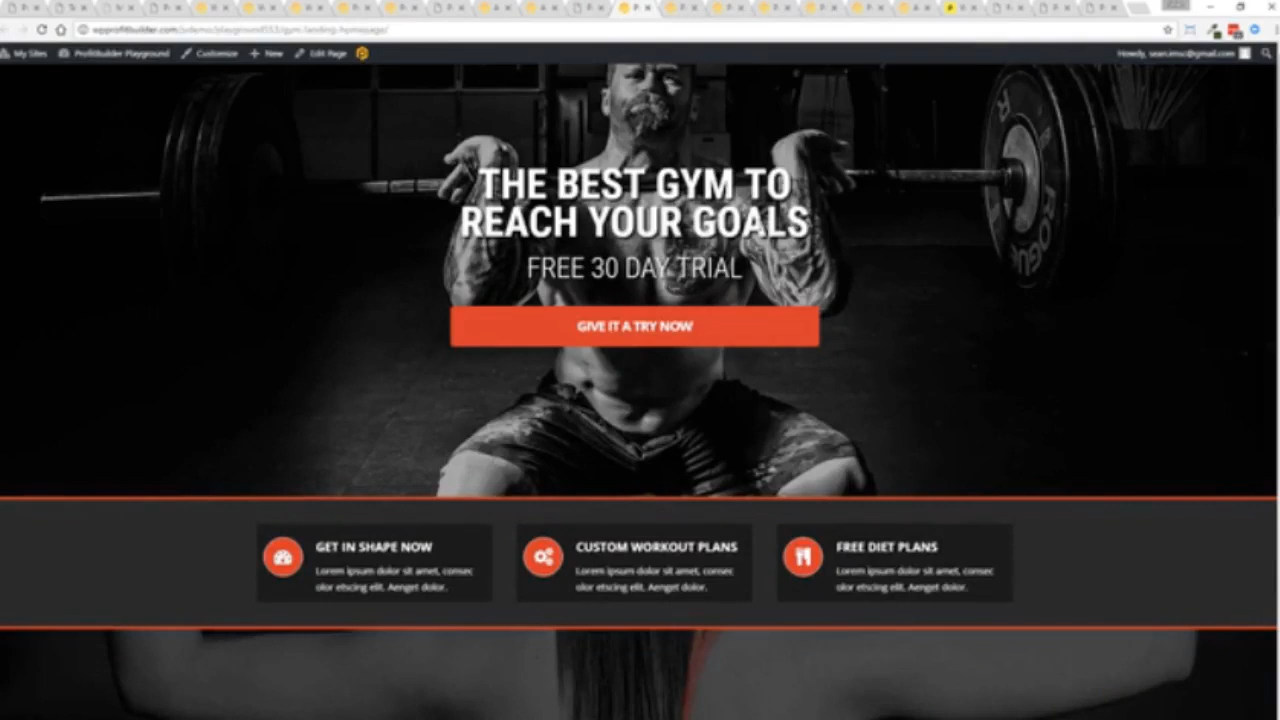 My Sites ProfitBuilder Playground Customize New Edit Page
THE BEST GYM TO
REACH YOUR GOALS
FREE 30 DAY TRIAL
GIVE IT A TRY NOW
GET IN SHAPE NOW
Lorem ipsum dolor sit amet, consec
olor etscing elit. Aenget dolor.
CUSTOM WORKOUT PLANS
Lorem ipsum dolor sit amet, consec
olor etscing elit. Aenget dolor.
FREE DIET PLANS
Lorem ipsum dolor sit amet, consec
olor etscing elit. Aenget dolor.